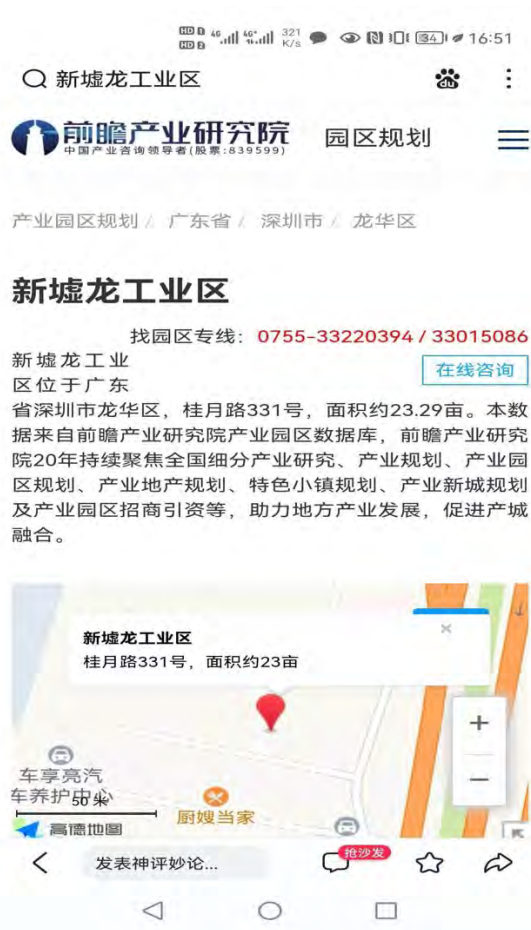 HD 1 4G 4G+ 321 K/s 34 16:51
HD 2
新墟龙工业区
前瞻产业研究院 园区规划
中国产业咨询领导者(股票:839599)
产业园区规划/ 广东省/ 深圳市/ 龙华区
新墟龙工业区
找园区专线: 0755-33220394 / 33015086
新墟龙工业
在线咨询
区位于广东
省深圳市龙华区，桂月路331号，面积约23.29亩。本数
据来自前瞻产业研究院产业园区数据库，前瞻产业研究
院20年持续聚焦全国细分产业研究、产业规划、产业园
区规划、产业地产规划、特色小镇规划、产业新城规划
及产业园区招商引资等，助力地方产业发展，促进产城
融合。
新墟龙工业区
桂月路331号，面积约23亩
车享亮汽
车养护中心
50 米
厨嫂当家
高德地图
发表神评妙论...
抢沙发